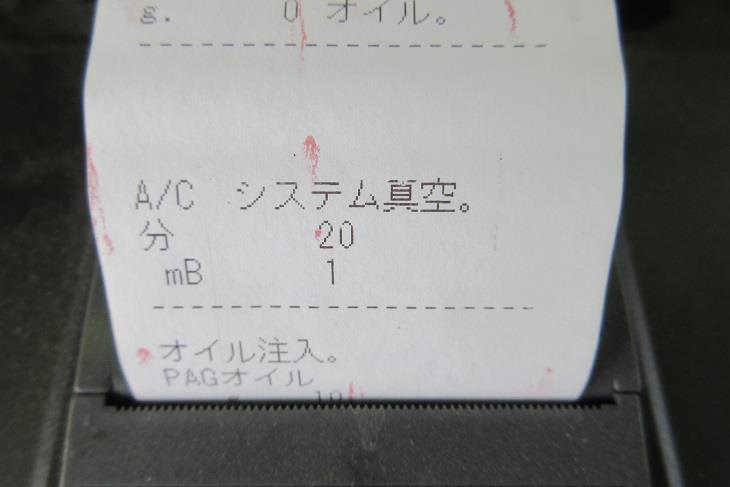 g. 0 オイル。
A/C システム真空。
分 20
mB 1
オイル注入。
PAGオイル